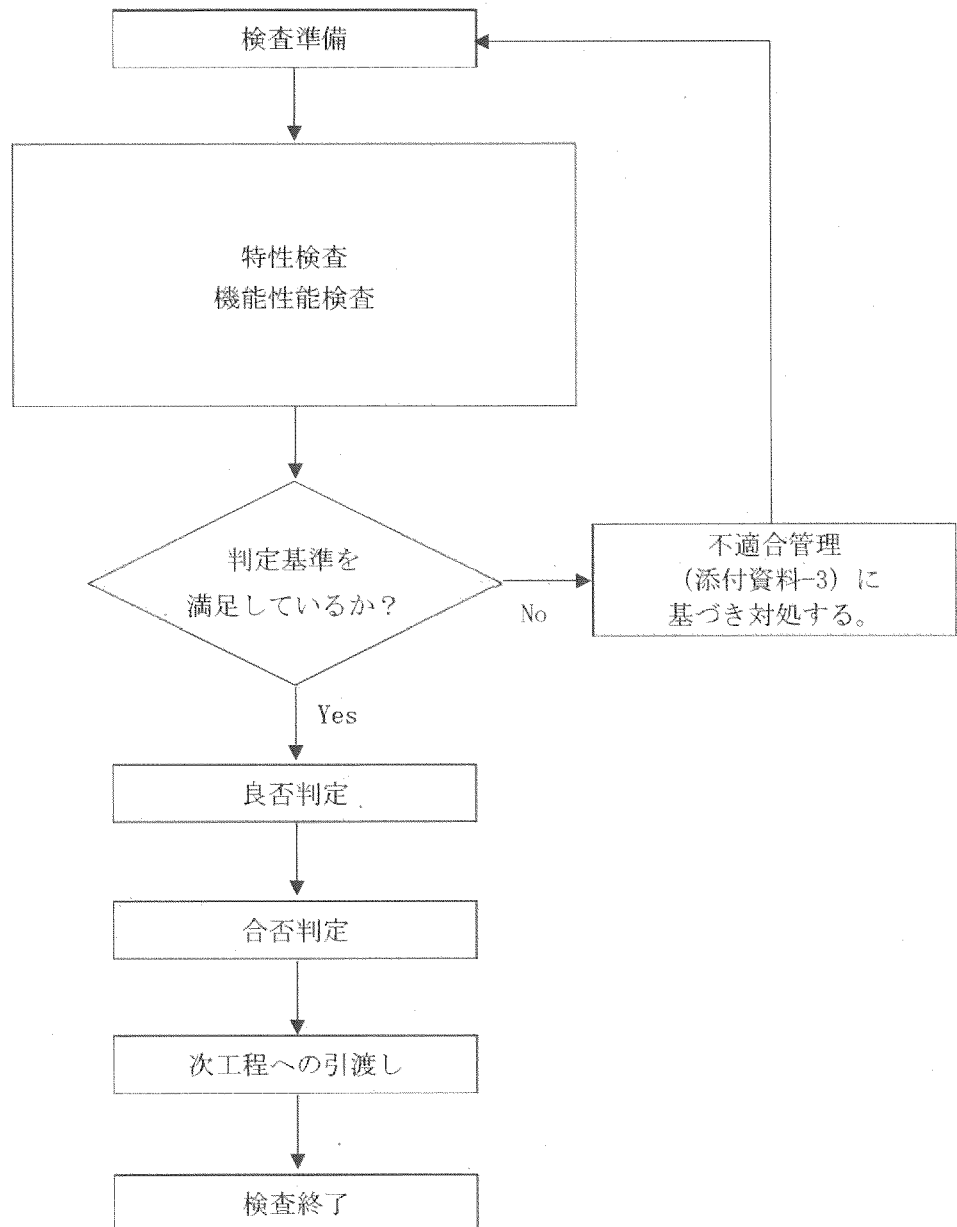 検査準備
特性検査
機能性能検査
判定基準を
満足しているか？
No
不適合管理
(添付資料-3) に
基づき対処する。
Yes
良否判定
合否判定
次工程への引渡し
検査終了